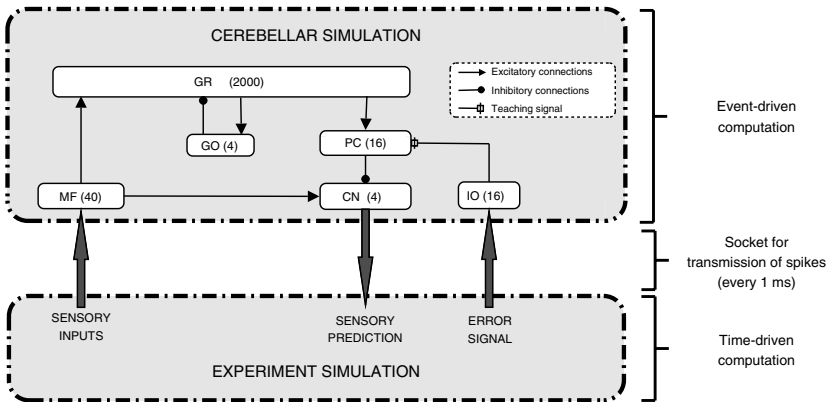 CEREBELLAR SIMULATION
GR (2000)
Excitatory connections
Inhibitory connections
Teaching signal
GO (4)
PC (16)
MF (40)
CN (4)
IO (16)
Event-driven
computation
Socket for
transmission of spikes
(every 1 ms)
SENSORY
INPUTS
SENSORY
PREDICTION
ERROR
SIGNAL
Time-driven
computation
EXPERIMENT SIMULATION